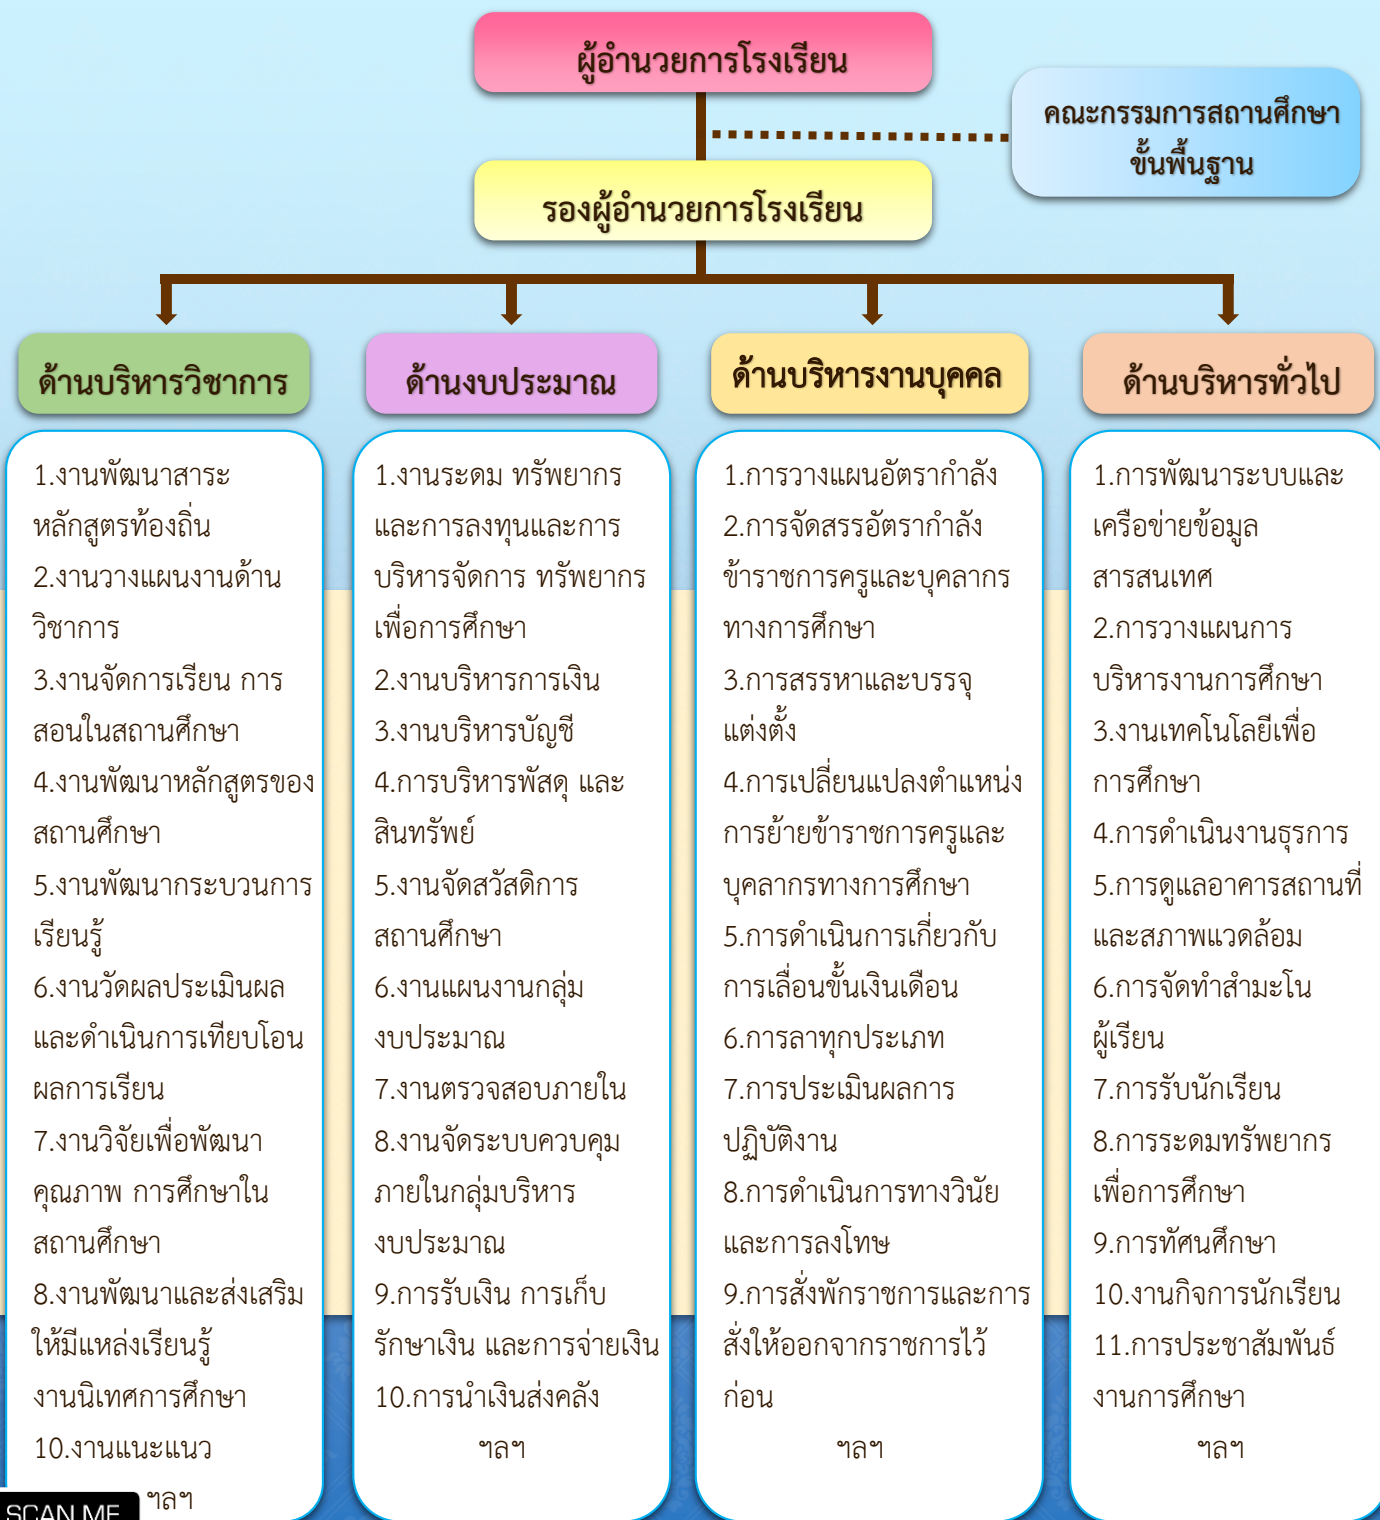 ผู้อำนวยการโรงเรียน
คณะกรรมการสถานศึกษา
ขั้นพื้นฐาน
รองผู้อำนวยการโรงเรียน
ด้านบริหารวิชาการ
1.งานพัฒนาสาระ
หลักสูตรท้องถิ่น
2.งานวางแผนงานด้าน
วิชาการ
3.งานจัดการเรียน การ
สอนในสถานศึกษา
4.งานพัฒนาหลักสูตรของ
สถานศึกษา
5.งานพัฒนากระบวนการ
เรียนรู้
6.งานวัดผลประเมินผล
และดำเนินการเทียบโอน
ผลการเรียน
7.งานวิจัยเพื่อพัฒนา
คุณภาพ การศึกษาใน
สถานศึกษา
8.งานพัฒนาและส่งเสริม
ให้มีแหล่งเรียนรู้
งานนิเทศการศึกษา
10.งานแนะแนว
ฯลฯ
ด้านงบประมาณ
1.งานระดม ทรัพยากร
และการลงทุนและการ
บริหารจัดการ ทรัพยากร
เพื่อการศึกษา
2.งานบริหารการเงิน
3.งานบริหารบัญชี
4.การบริหารพัสดุ และ
สินทรัพย์
5.งานจัดสวัสดิการ
สถานศึกษา
6.งานแผนงานกลุ่ม
งบประมาณ
7.งานตรวจสอบภายใน
8.งานจัดระบบควบคุม
ภายในกลุ่มบริหาร
งบประมาณ
9.การรับเงิน การเก็บ
รักษาเงิน และการจ่ายเงิน
10.การนำเงินส่งคลัง
ฯลฯ
ด้านบริหารงานบุคคล
1.การวางแผนอัตรากำลัง
2.การจัดสรรอัตรากำลัง
ข้าราชการครูและบุคลากร
ทางการศึกษา
3.การสรรหาและบรรจุ
แต่งตั้ง
4.การเปลี่ยนแปลงตำแหน่ง
การย้ายข้าราชการครูและ
บุคลากรทางการศึกษา
5.การดำเนินการเกี่ยวกับ
การเลื่อนขั้นเงินเดือน
6.การลาทุกประเภท
7.การประเมินผลการ
ปฏิบัติงาน
8.การดำเนินการทางวินัย
และการลงโทษ
9.การสั่งพักราชการและการ
สั่งให้ออกจากราชการไว้
ก่อน
ฯลฯ
ด้านบริหารทั่วไป
1.การพัฒนาระบบและ
เครือข่ายข้อมูล
สารสนเทศ
2.การวางแผนการ
บริหารงานการศึกษา
3.งานเทคโนโลยีเพื่อ
การศึกษา
4.การดำเนินงานธุรการ
5.การดูแลอาคารสถานที่
และสภาพแวดล้อม
6.การจัดทำสำมะโน
ผู้เรียน
7.การรับนักเรียน
8.การระดมทรัพยากร
เพื่อการศึกษา
9.การทัศนศึกษา
10.งานกิจการนักเรียน
11.การประชาสัมพันธ์
งานการศึกษา
ฯลฯ
SCAN ME